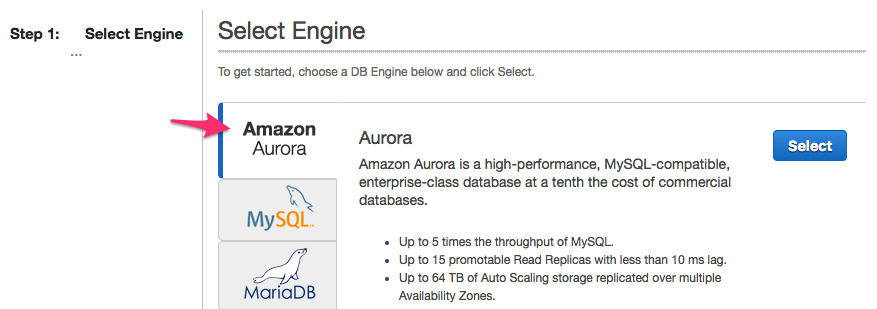 Step 1: Select Engine
...
Select Engine
To get started, choose a DB Engine below and click Select.
Amazon
Aurora
MySQL™
MariaDB
Aurora
Select
Amazon Aurora is a high-performance, MySQL-compatible,
enterprise-class database at a tenth the cost of commercial
databases.
• Up to 5 times the throughput of MySQL.
• Up to 15 promotable Read Replicas with less than 10 ms lag.
• Up to 64 TB of Auto Scaling storage replicated over multiple
Availability Zones.